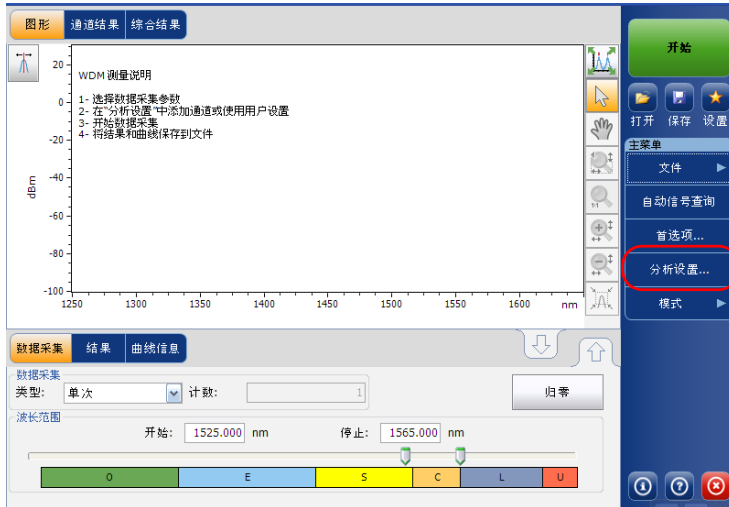 图形 通道结果 综合结果
WDM 测量说明
1- 选择数据采集参数
2- 在"分析设置"中添加通道或使用用户设置
3- 开始数据采集
4- 将结果和曲线保存到文件
20
0
-20
-40
-60
-80
-100
dBm
1250 1300 1350 1400 1450 1500 1550 1600 nm
1:1
数据采集 结果 曲线信息
数据采集
类型: 单次 计数: 1 归零
波长范围
开始: 1525.000 nm 停止: 1565.000 nm
O E S C L U
开始
打开 保存 设置
主菜单
文件
自动信号查询
首选项...
分析设置...
模式